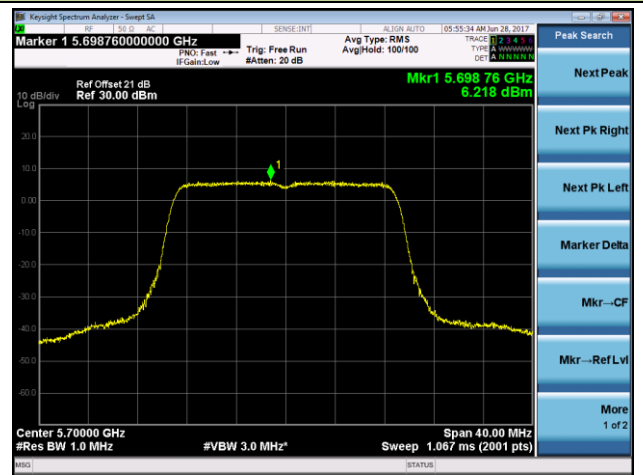 Keysight Spectrum Analyzer - Swept SA
RF 50 Ω AC SENSE:INT ALIGN AUTO 05:55:34 AM Jun 28, 2017
Marker 1 5.698760000000 GHz
PNO: Fast
IFGain:Low
Trig: Free Run
#Atten: 20 dB
Avg Type: RMS
Avg|Hold: 100/100
TRACE 1 2 3 4 5 6
TYPE A WWWWW
DET A N N N N N
Peak Search
Next Peak
Next Pk Right
Next Pk Left
Marker Delta
Mkr→CF
Mkr→Ref Lvl
More
1 of 2
Ref Offset 21 dB
10 dB/div Ref 30.00 dBm
Log
Mkr1 5.698 76 GHz
6.218 dBm
1
20.0
10.0
0.00
-10.0
-20.0
-30.0
-40.0
-50.0
-60.0
Center 5.70000 GHz Span 40.00 MHz
#Res BW 1.0 MHz #VBW 3.0 MHz* Sweep 1.067 ms (2001 pts)
MSG STATUS